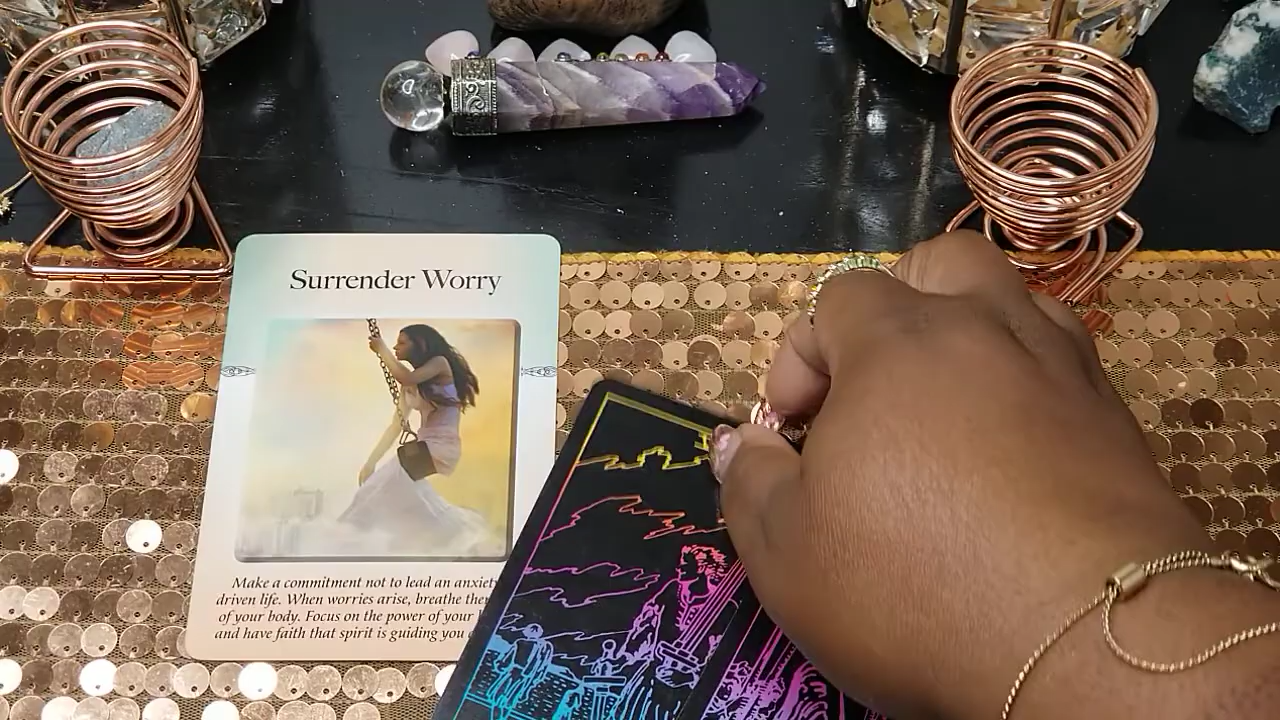 Surrender Worry
Make a commitment not to lead an anxiety
driven life. When worries arise, breathe
of your body. Focus on the power of your
and have faith that spirit is guiding you